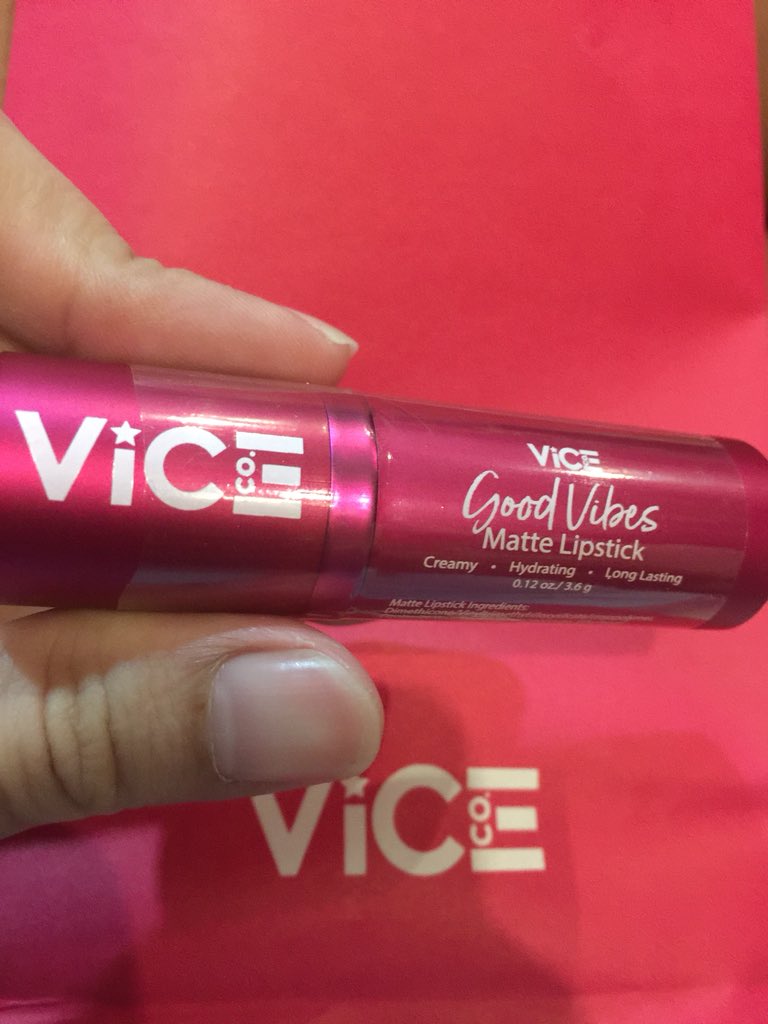 ViCE CO.
ViCE
Good Vibes
Matte Lipstick
Creamy • Hydrating • Long Lasting
0.12 oz./ 3.6 g
Matte Lipstick Ingredients:
ViCE CO.